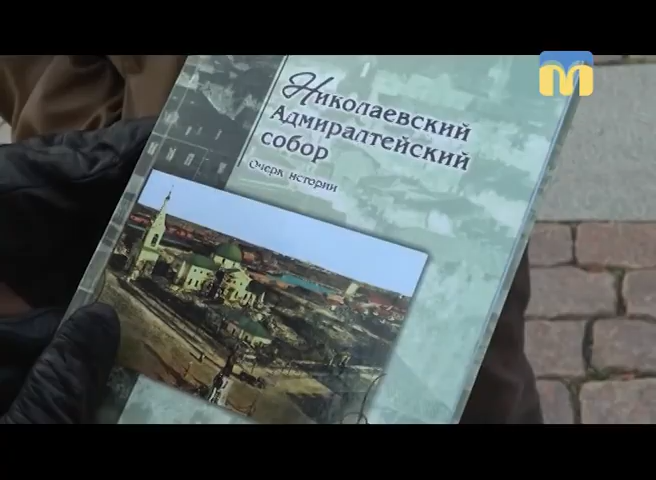 Николаевский
Адмиралтейский
собор
Очерк истории